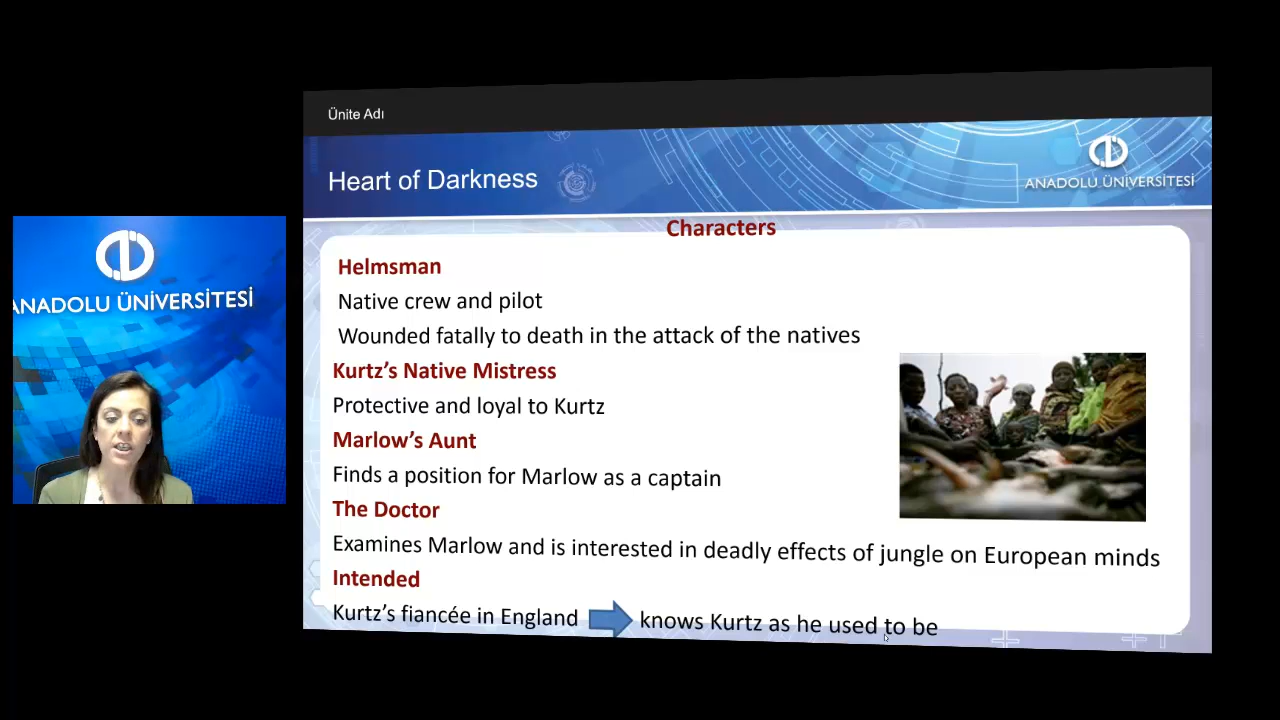 Ünite Adı
Heart of Darkness
ANADOLU ÜNİVERSİTESİ
Characters
Helmsman
Native crew and pilot
Wounded fatally to death in the attack of the natives
Kurtz's Native Mistress
Protective and loyal to Kurtz
Marlow's Aunt
Finds a position for Marlow as a captain
The Doctor
Examines Marlow and is interested in deadly effects of jungle on European minds
Intended
Kurtz's fiancée in England knows Kurtz as he used to be
ANADOLU ÜNİVERSİTESİ